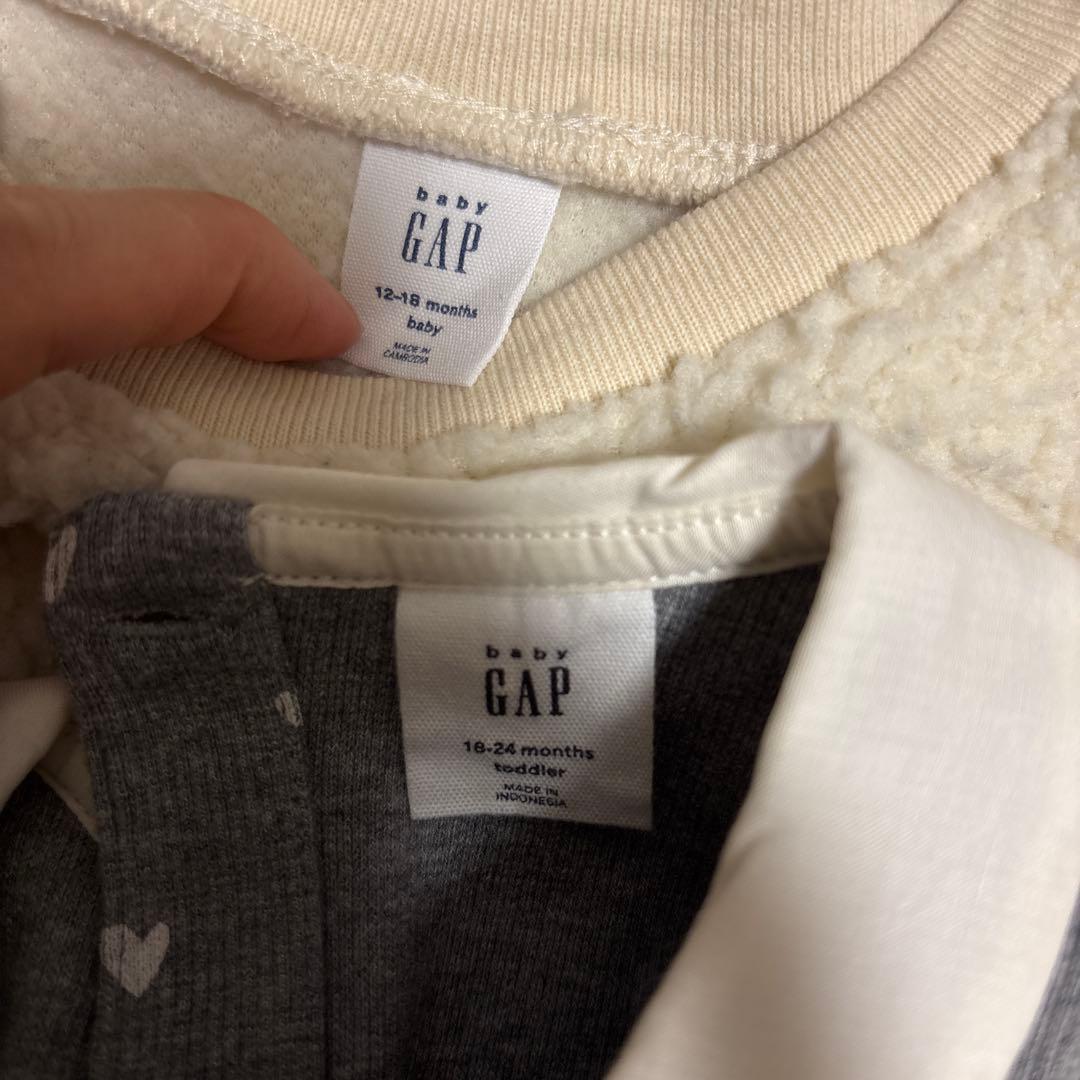 baby
GAP
12-18 months
baby
MADE IN
CAMBODIA
baby
GAP
18-24 months
toddler
MADE IN
INDONESIA